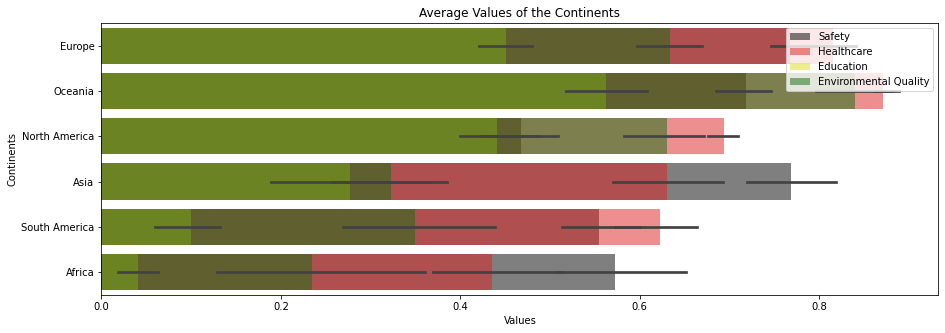 Average Values of the Continents
Safety
Healthcare
Education
Environmental Quality
Continents
Europe
Oceania
North America
Asia
South America
Africa
0.0 0.2 0.4 0.6 0.8
Values